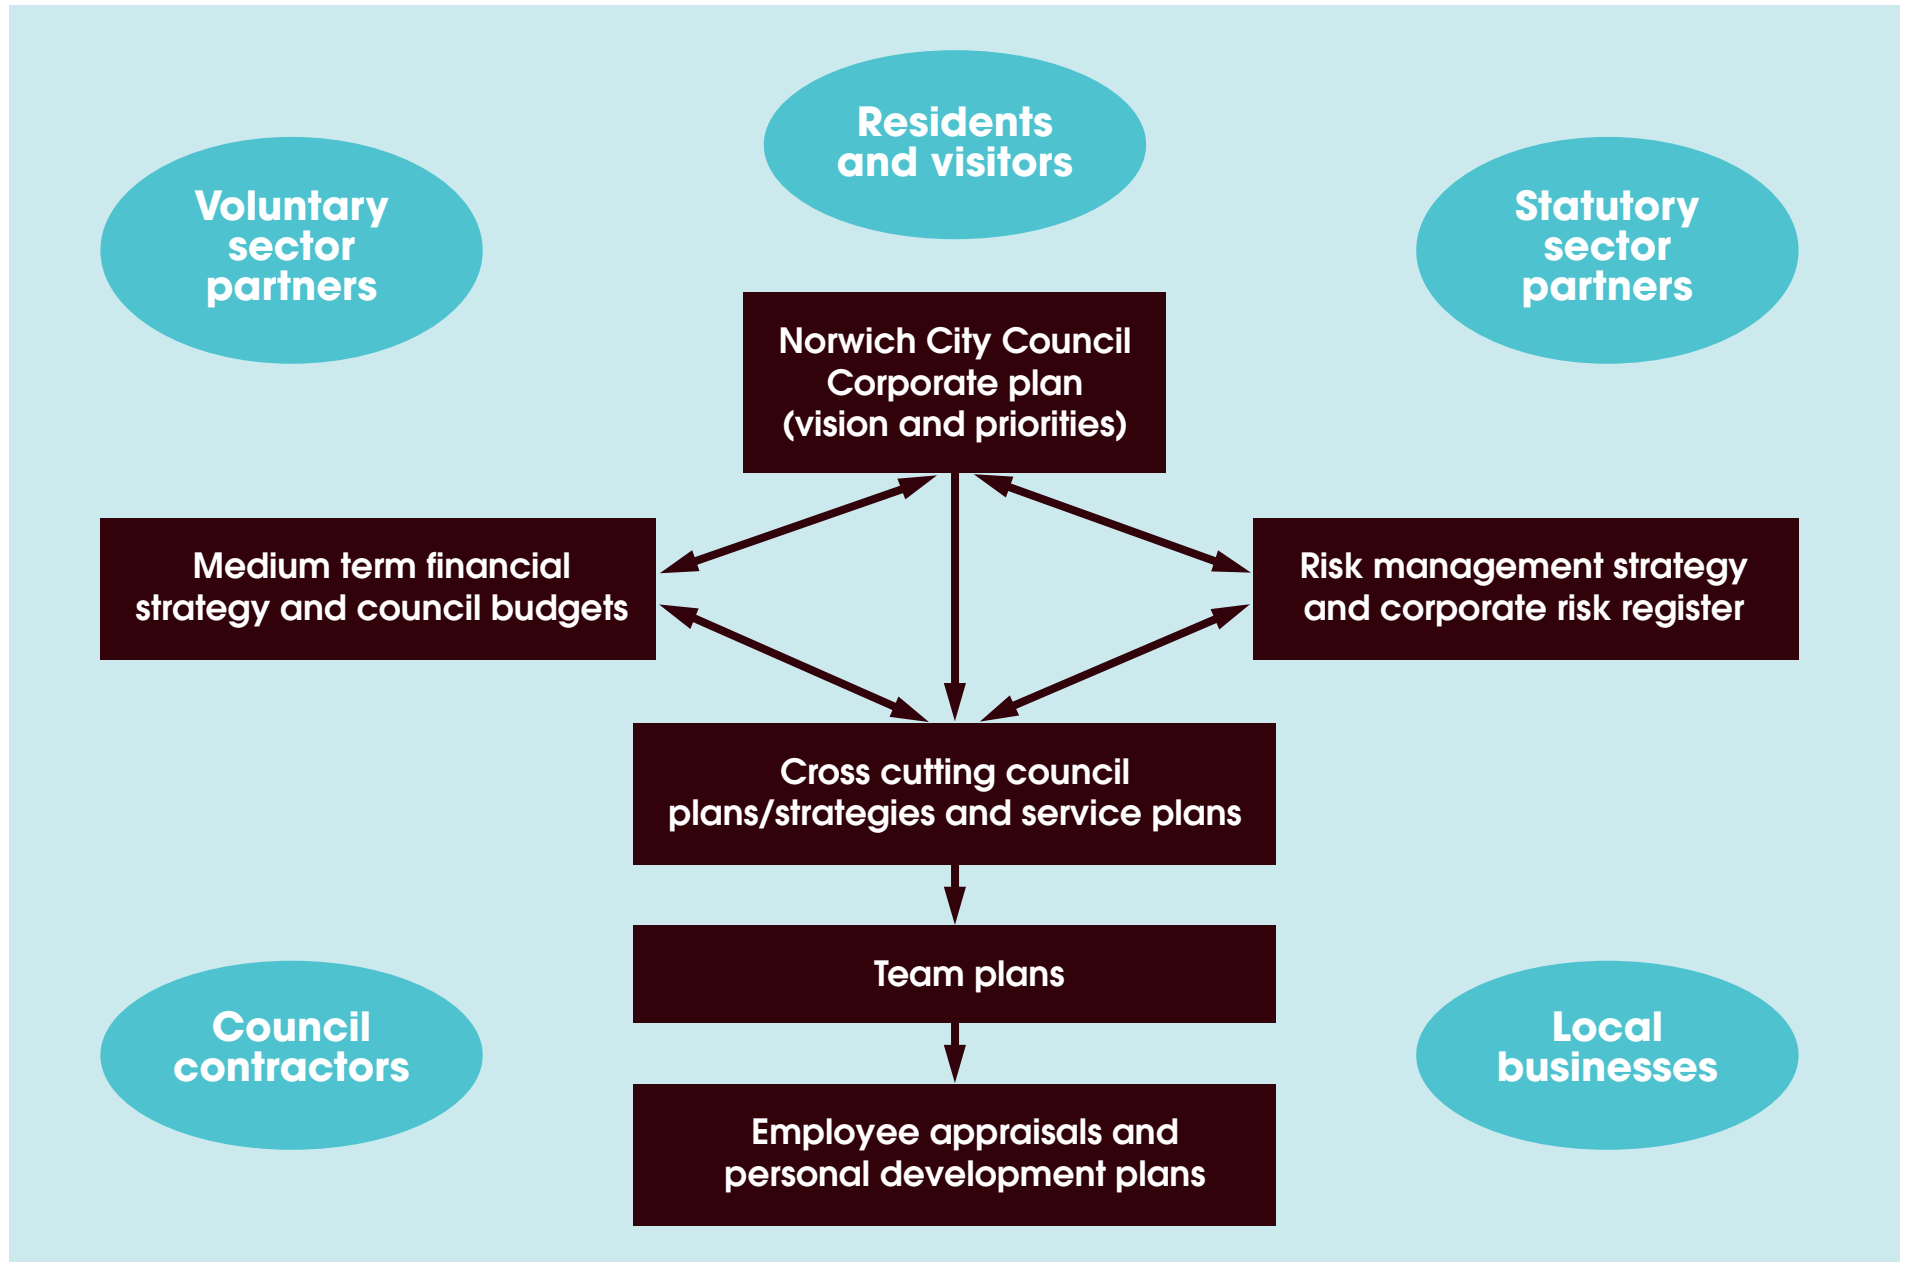 Residents
and visitors
Voluntary
sector
partners
Statutory
sector
partners
Norwich City Council
Corporate plan
(vision and priorities)
Medium term financial
strategy and council budgets
Risk management strategy
and corporate risk register
Cross cutting council
plans/strategies and service plans
Team plans
Council
contractors
Local
businesses
Employee appraisals and
personal development plans